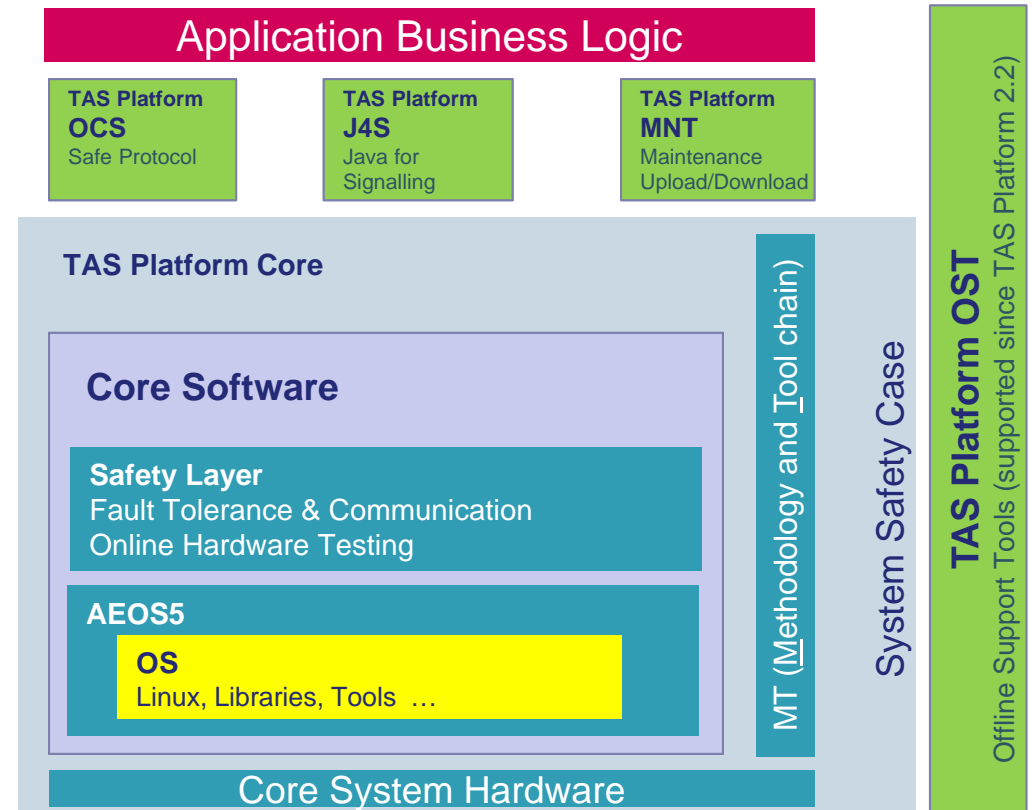 Application Business Logic
TAS Platform
OCS
Safe Protocol
TAS Platform
J4S
Java for
Signalling
TAS Platform
MNT
Maintenance
Upload/Download
TAS Platform Core
Core Software
Safety Layer
Fault Tolerance & Communication
Online Hardware Testing
AEOS5
OS
Linux, Libraries, Tools …
Core System Hardware
MT (Methodology and Tool chain)
System Safety Case
TAS Platform OST
Offline Support Tools (supported since TAS Platform 2.2)